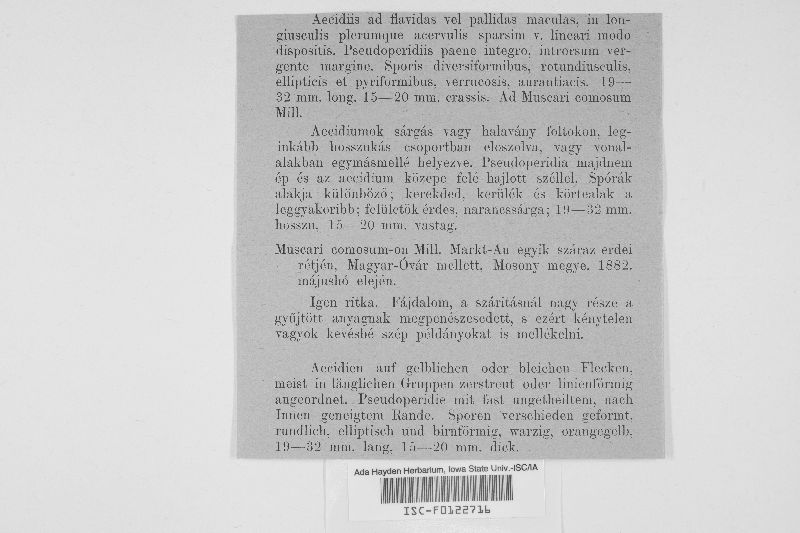 Aecidiis ad flavidas vel pallidas maculas, in lon-
giusculis plerumque acervulis sparsim v. lineari modo
dispositis. Pseudoperidiis paene integro, introrsum ver-
gente margine. Sporis diversiformibus, rotundiusculis,
ellipticis et pyriformibus, verrucosis, aurantiacis. 19—
32 mm. long, 15—20 mm. crassis. Ad Muscari comosum
Mill.
Aecidiumok sárgás vagy halavány foltokon, leg-
inkább hosszukás csoportban eloszolva, vagy vonal-
alakban egymásmellé helyezve. Pseudoperidia majdnem
ép és az aecidium közepe felé hajlott széllel. Spórák
alakja különböző; kerekded, kerülék és körtealak a
leggyakoribb; felületök érdes, narancssárga; 19—32 mm.
hosszu, 15—20 mm. vastag.
Muscari comosum-on Mill. Markt-Au egyik száraz erdei
rétjén, Magyar-Óvár mellett, Mosony megye. 1882.
májushó elején.
Igen ritka. Fájdalom, a száritásnál nagy része a
gyűjtött anyagnak megpenészesedett, s ezért kénytelen
vagyok kevésbé szép példányokat is mellékelni.
Aecidien auf gelblichen oder bleichen Flecken,
meist in länglichen Gruppen zerstreut oder linienförmig
angeordnet. Pseudoperidie mit fast ungetheiltem, nach
Innen geneigtem Rande. Sporen verschieden geformt,
rundlich, elliptisch und birnförmig, warzig, orangegelb,
19—32 mm. lang, 15—20 mm. dick.
Ada Hayden Herbarium, Iowa State Univ.-ISC/IA
ISC-F0122716